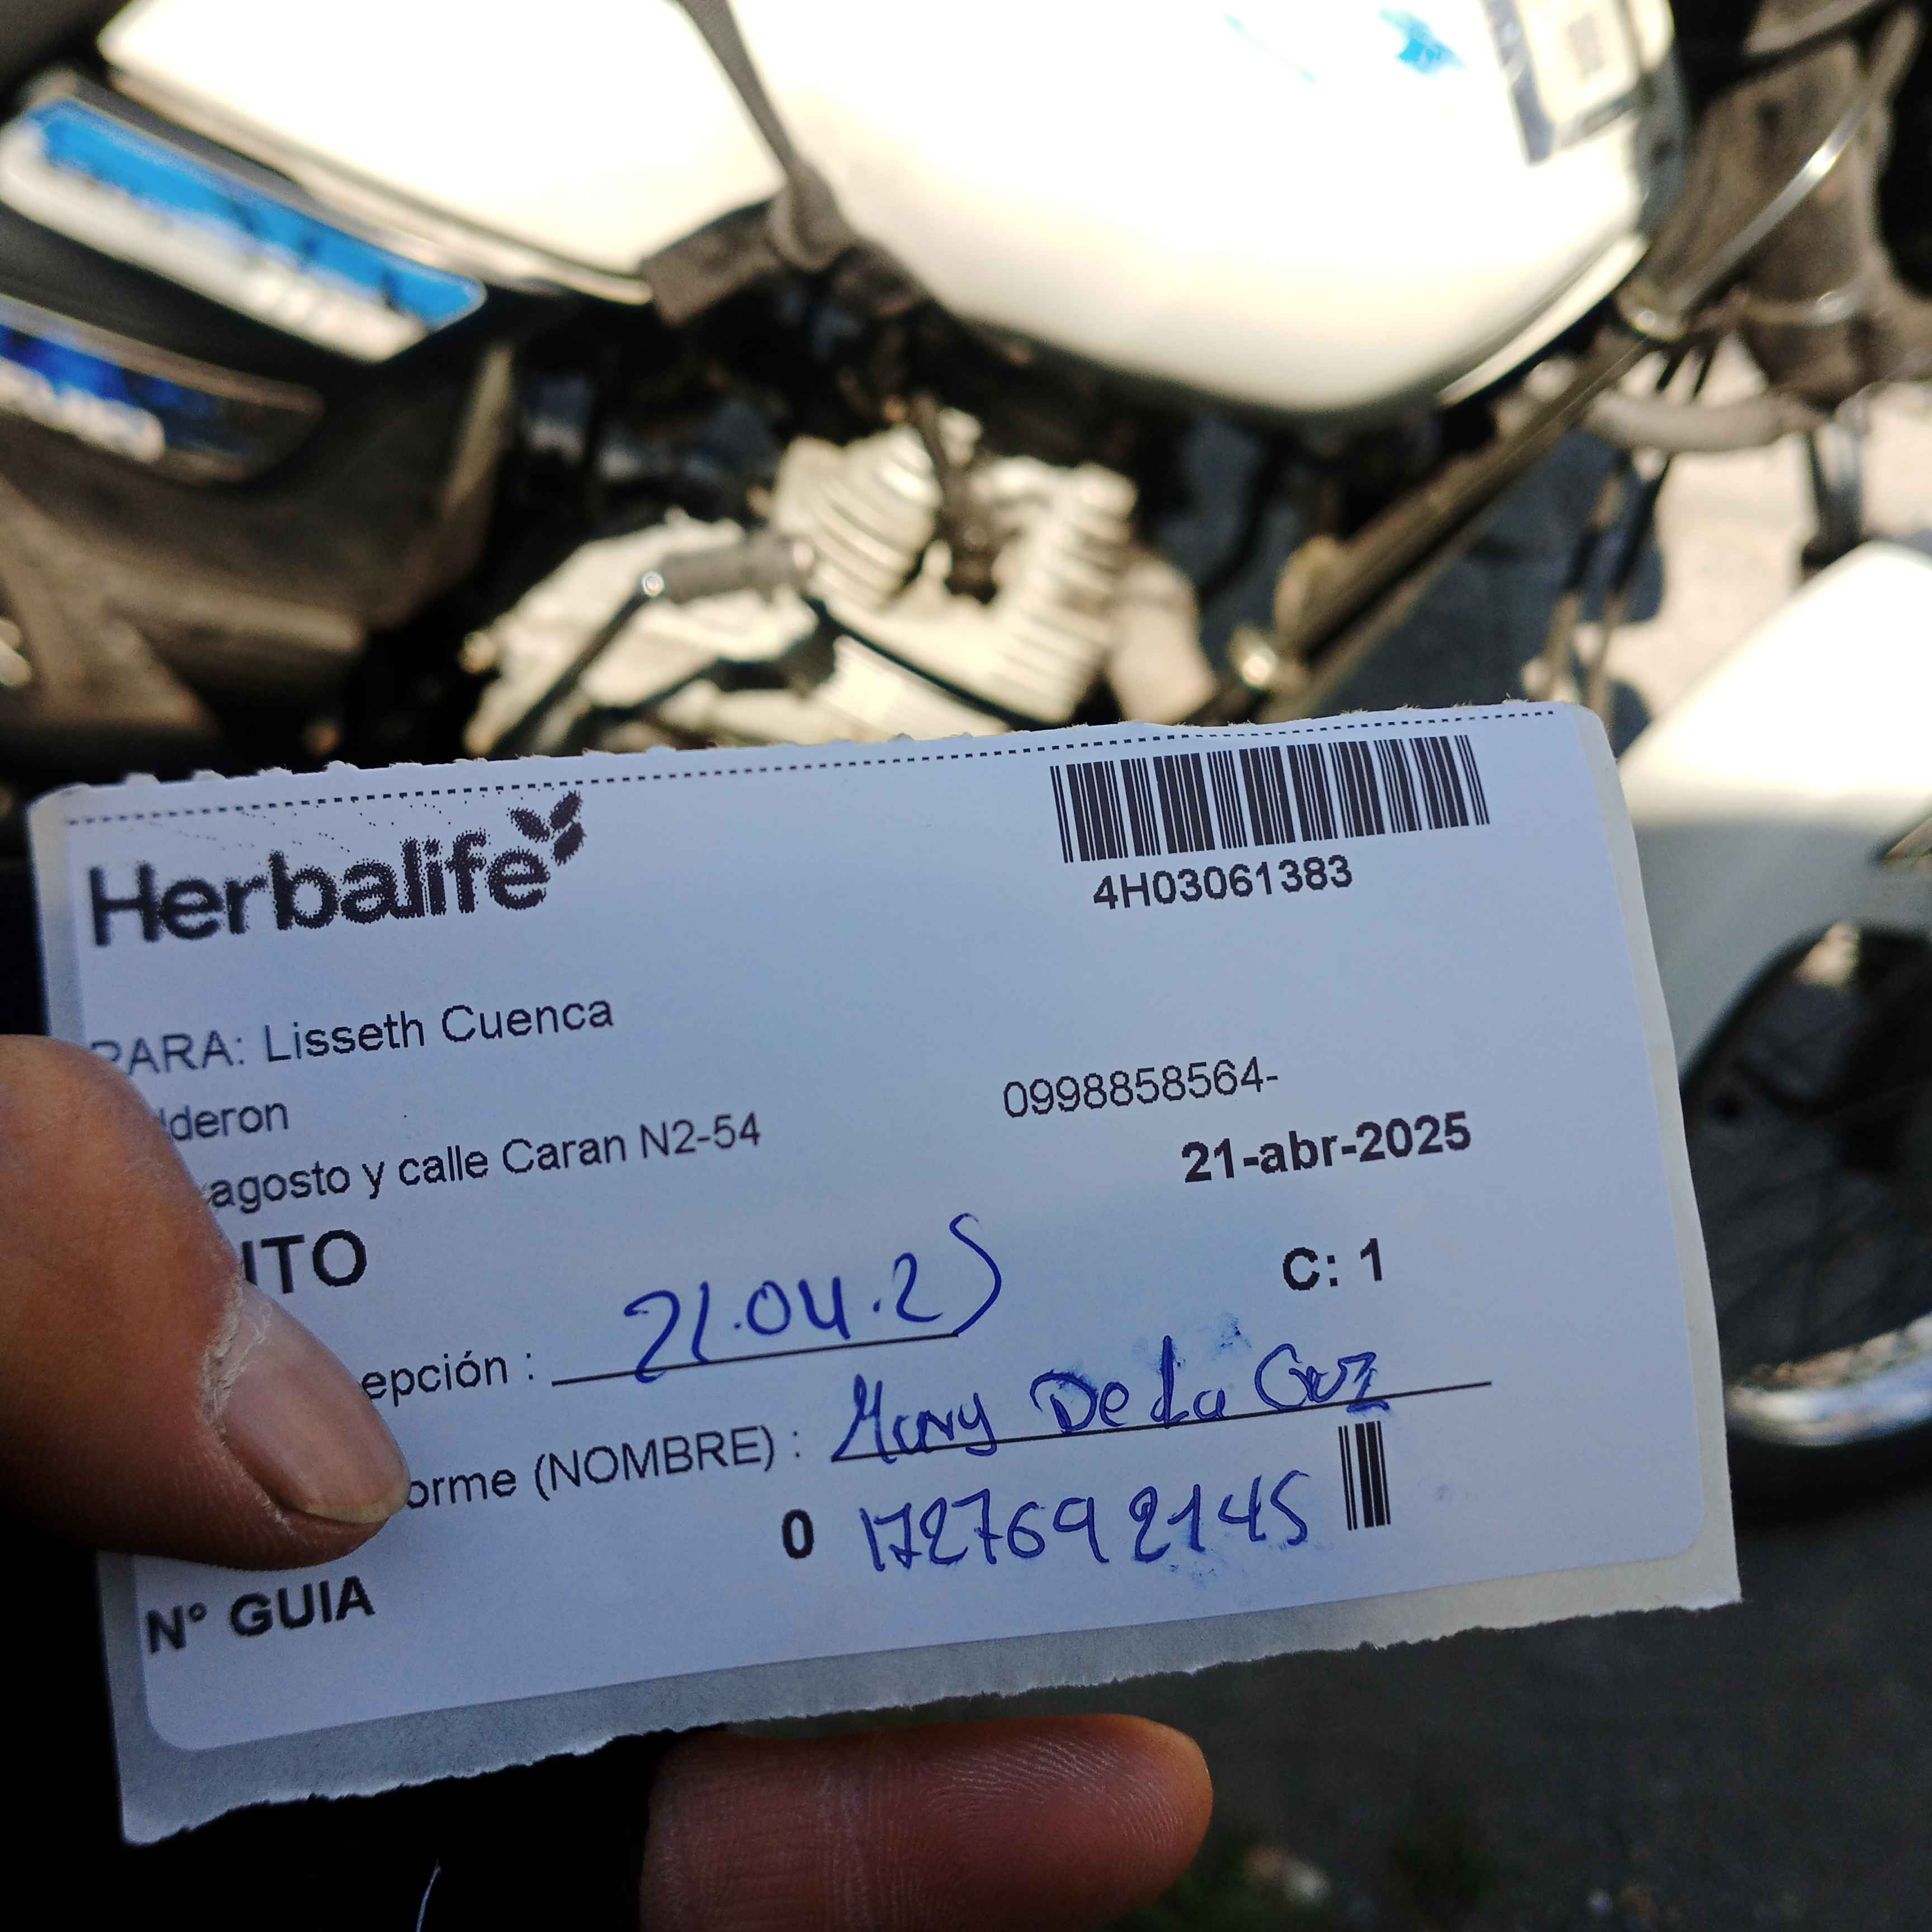 Herbalife
4H03061383
PARA: Lisseth Cuenca
lderon
0998858564-
agosto y calle Caran N2-54
21-abr-2025
ITO
C: 1
epción : 21.04.25
orme (NOMBRE) : Mary De La Cruz
0 1727692145
N° GUIA